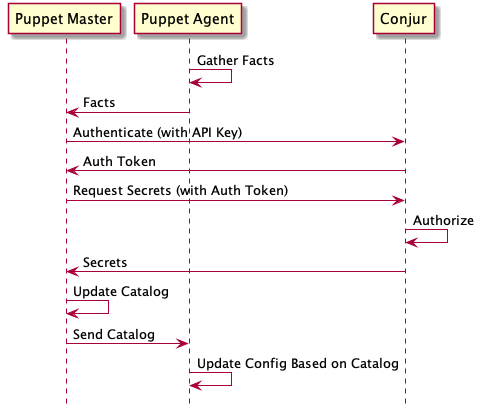 Puppet Master
Puppet Agent
Conjur
Gather Facts
Facts
Authenticate (with API Key)
Auth Token
Request Secrets (with Auth Token)
Authorize
Secrets
Update Catalog
Send Catalog
Update Config Based on Catalog